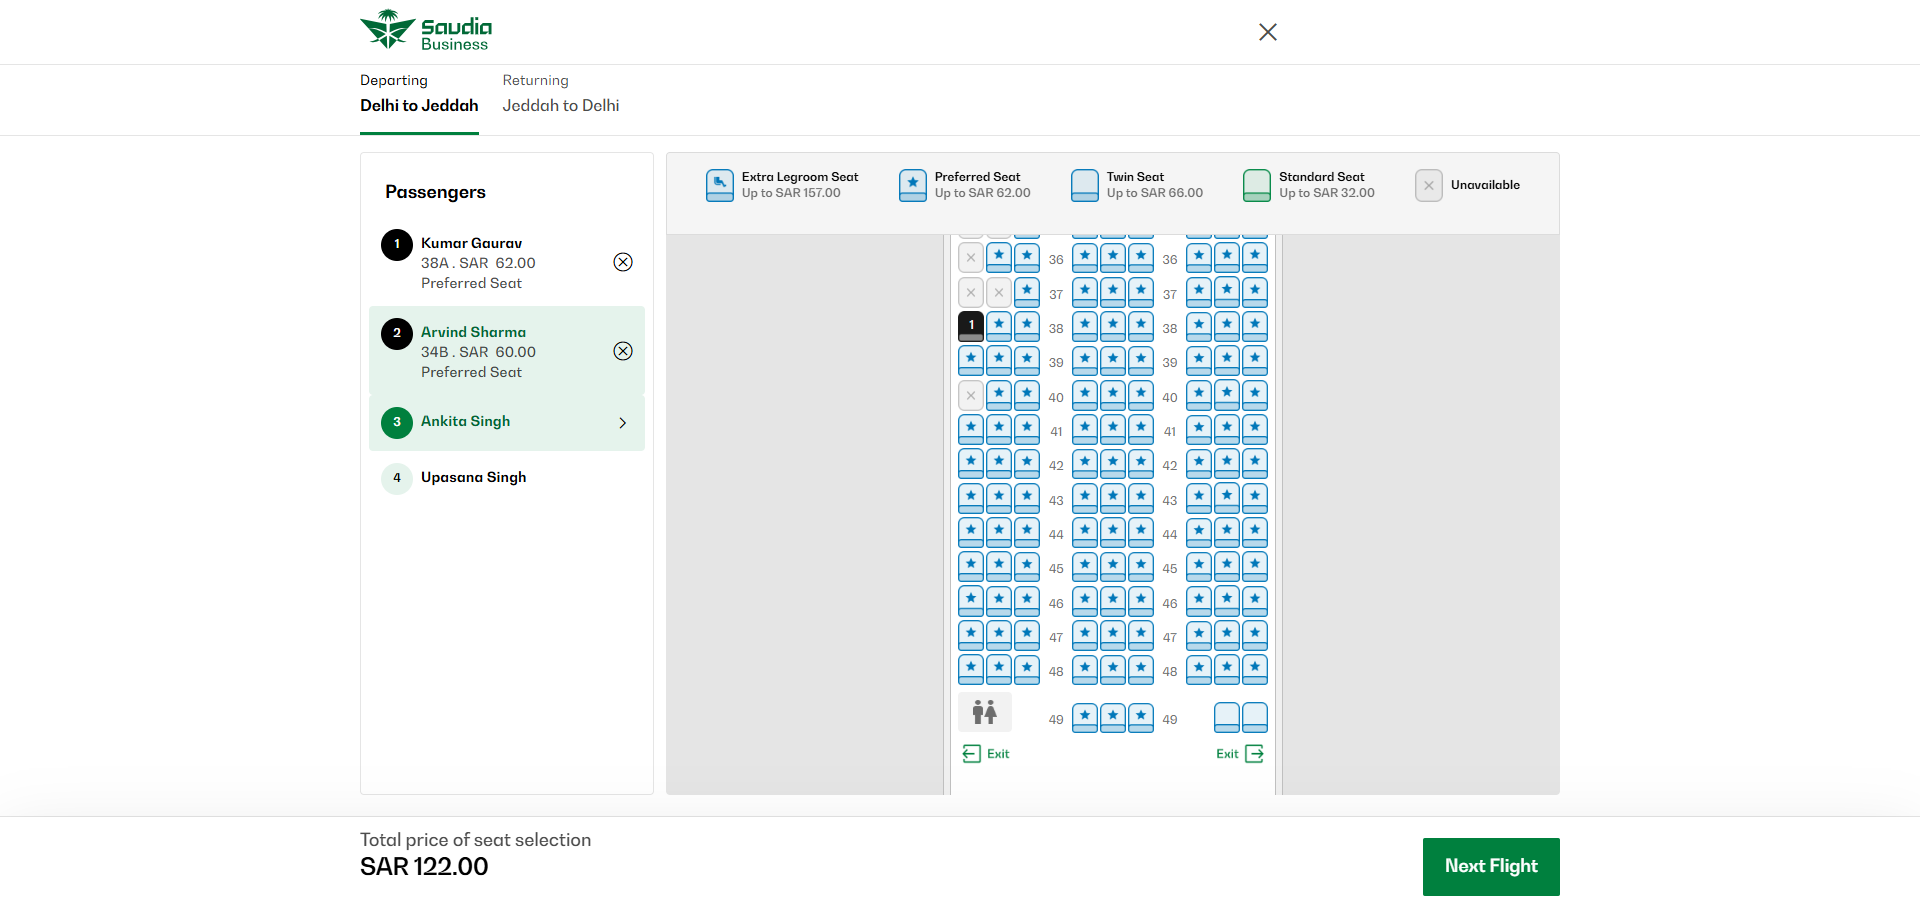 Saudia
Business
Departing
Delhi to Jeddah
Returning
Jeddah to Delhi
Passengers
1
Kumar Gaurav
38A . SAR 62.00
Preferred Seat
2
Arvind Sharma
34B . SAR 60.00
Preferred Seat
3
Ankita Singh
4
Upasana Singh
Extra Legroom Seat
Up to SAR 157.00
Preferred Seat
Up to SAR 62.00
Twin Seat
Up to SAR 66.00
Standard Seat
Up to SAR 32.00
Unavailable
36 36
37 37
1 38 38
39 39
40 40
41 41
42 42
43 43
44 44
45 45
46 46
47 47
48 48
49 49
Exit Exit
Total price of seat selection
SAR 122.00
Next Flight